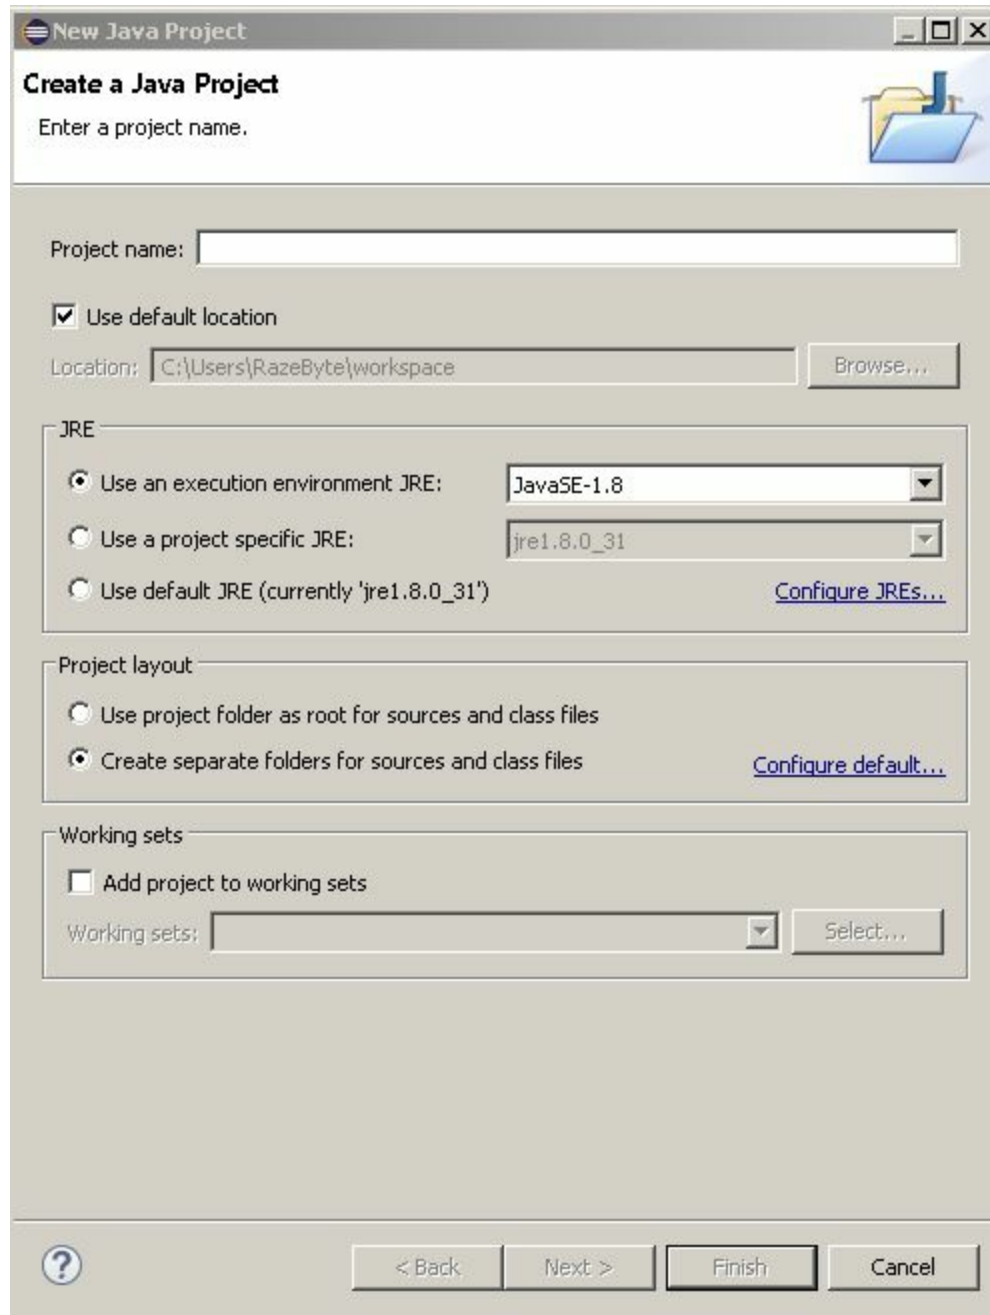 New Java Project
Create a Java Project
Enter a project name.
Project name:
Use default location
Location: C:\Users\RazeByte\workspace Browse...
JRE
Use an execution environment JRE: JavaSE-1.8
Use a project specific JRE: jre1.8.0_31
Use default JRE (currently 'jre1.8.0_31') Configure JREs...
Project layout
Use project folder as root for sources and class files
Create separate folders for sources and class files Configure default...
Working sets
Add project to working sets
Working sets: Select...
? < Back Next > Finish Cancel